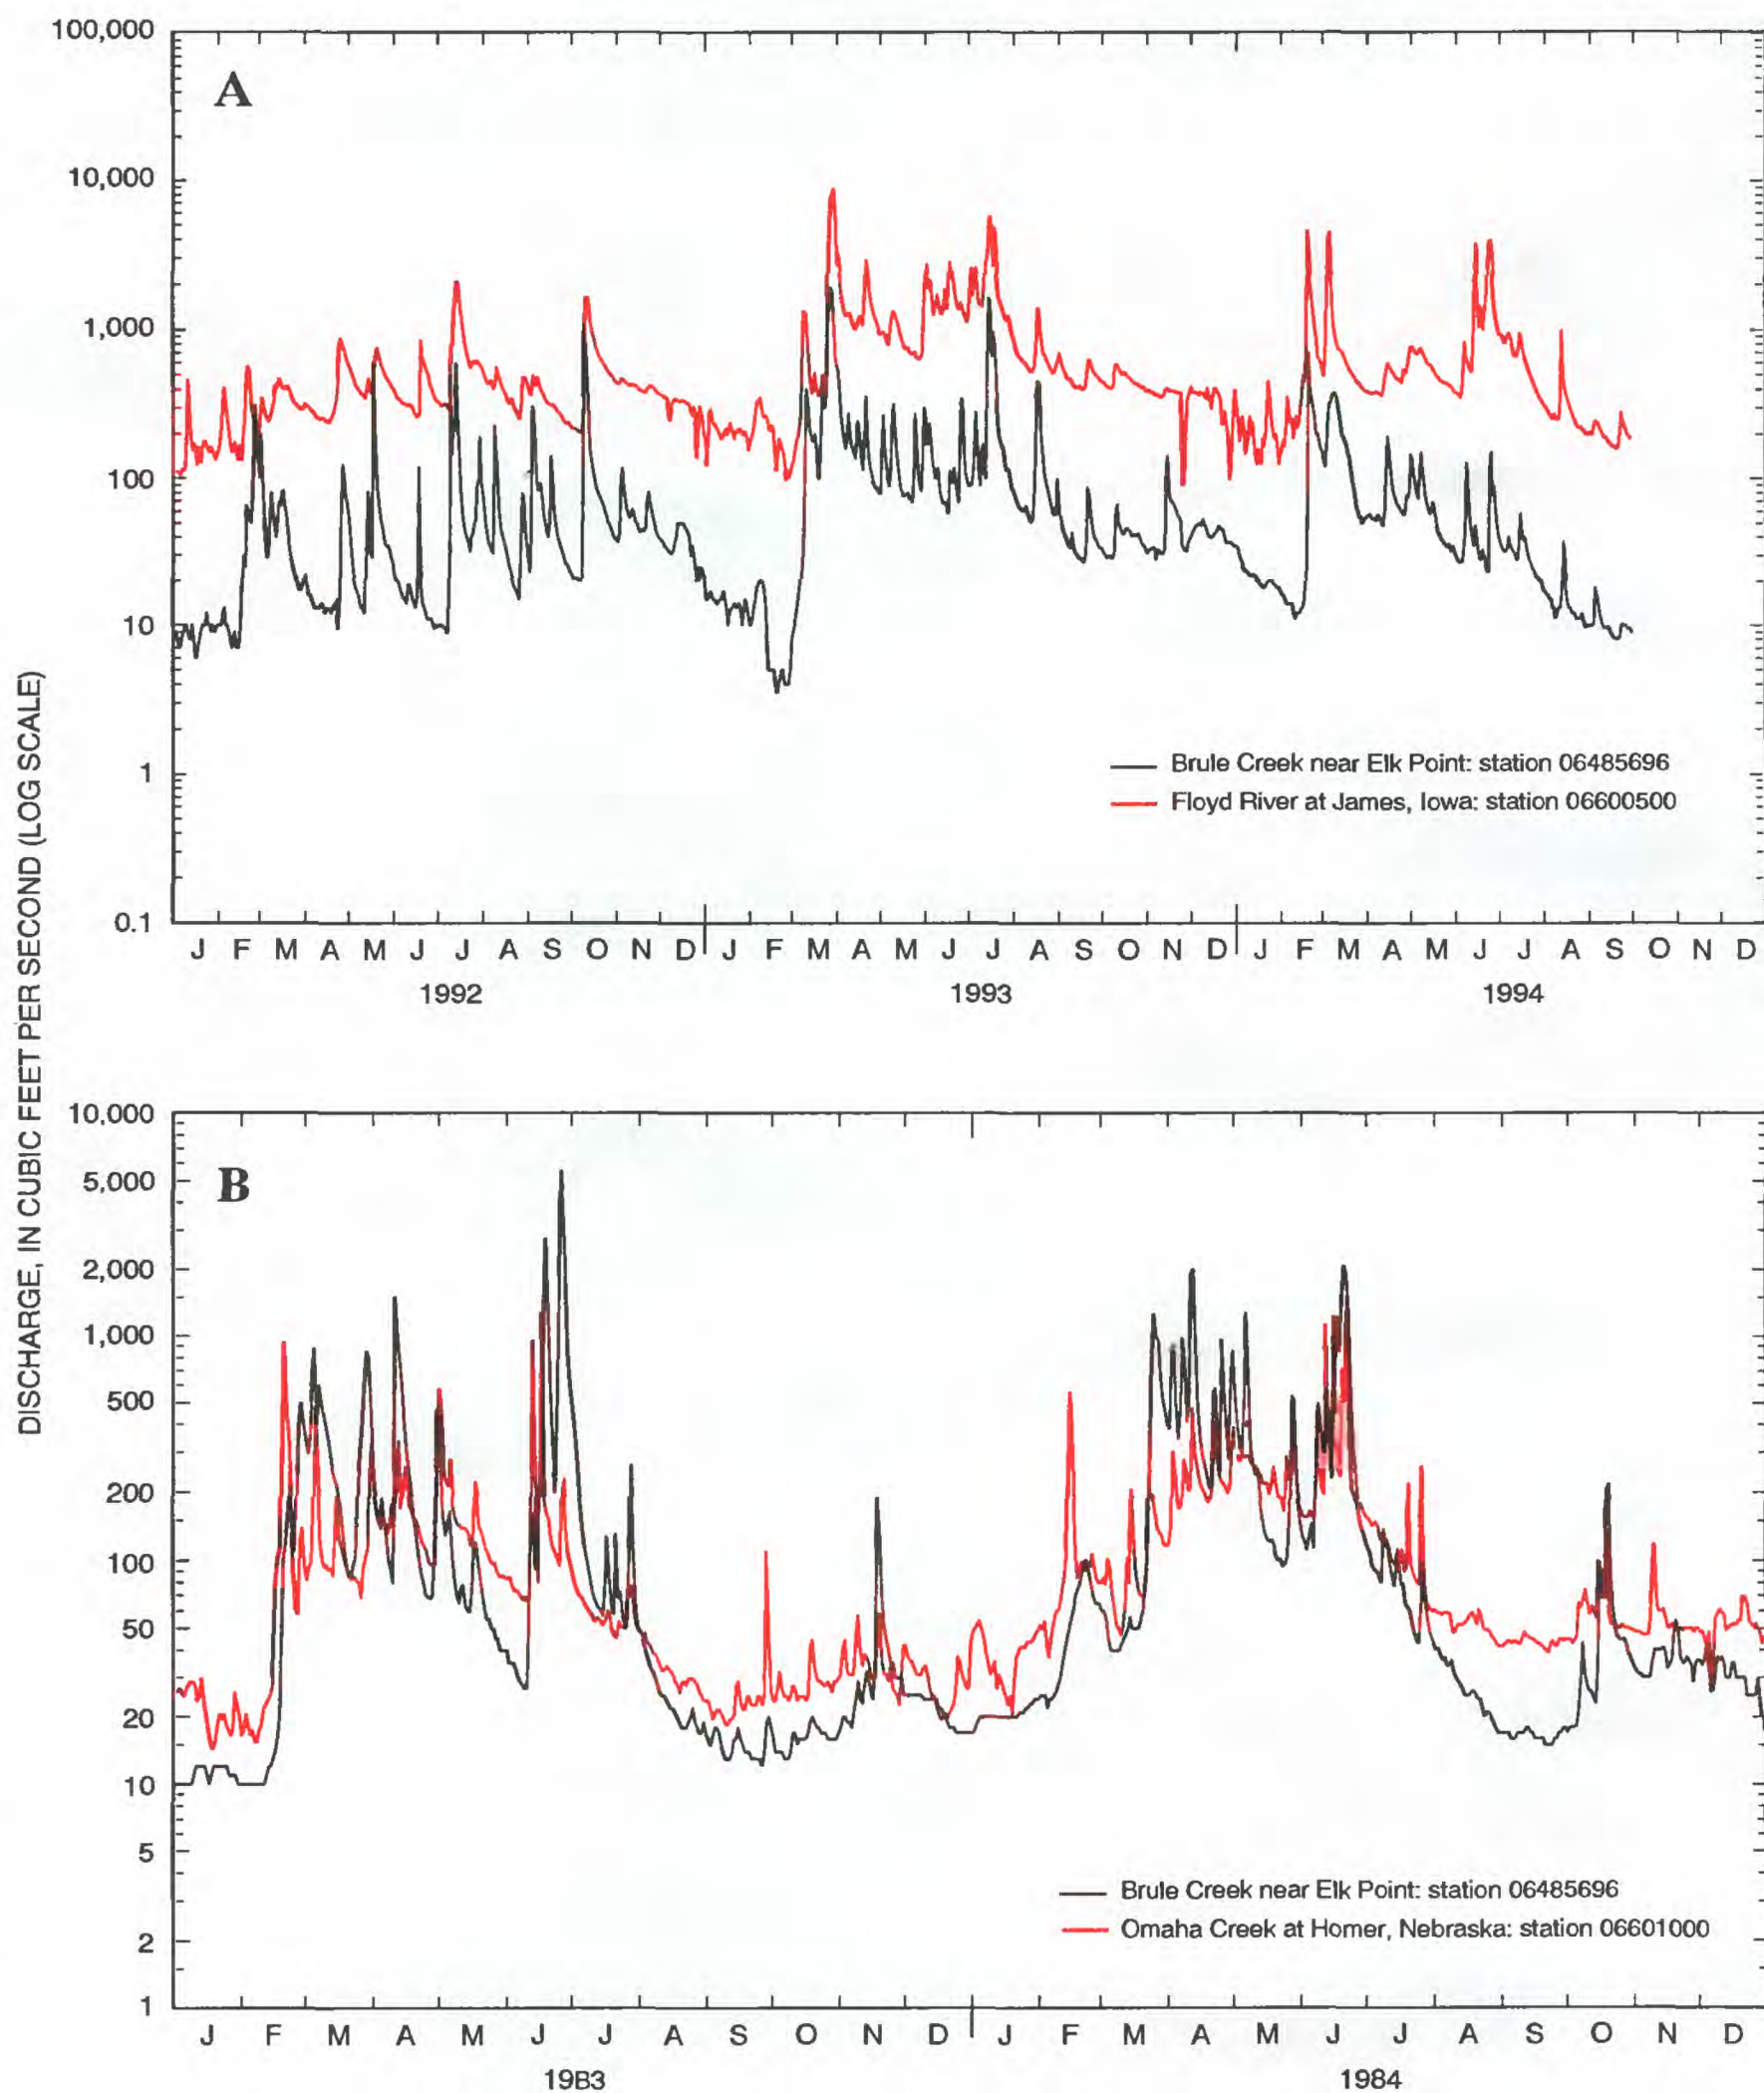 DISCHARGE, IN CUBIC FEET PER SECOND (LOG SCALE)
A
100,000
10,000
1,000
100
10
1
0.1
Brule Creek near Elk Point: station 06485696
Floyd River at James, Iowa: station 06600500
J F M A M J J A S O N D J F M A M J J A S O N D J F M A M J J A S O N D
1992 1993 1994
B
10,000
5,000
2,000
1,000
500
200
100
50
20
10
5
2
1
Brule Creek near Elk Point: station 06485696
Omaha Creek at Homer, Nebraska: station 06601000
J F M A M J J A S O N D J F M A M J J A S O N D
19B3 1984